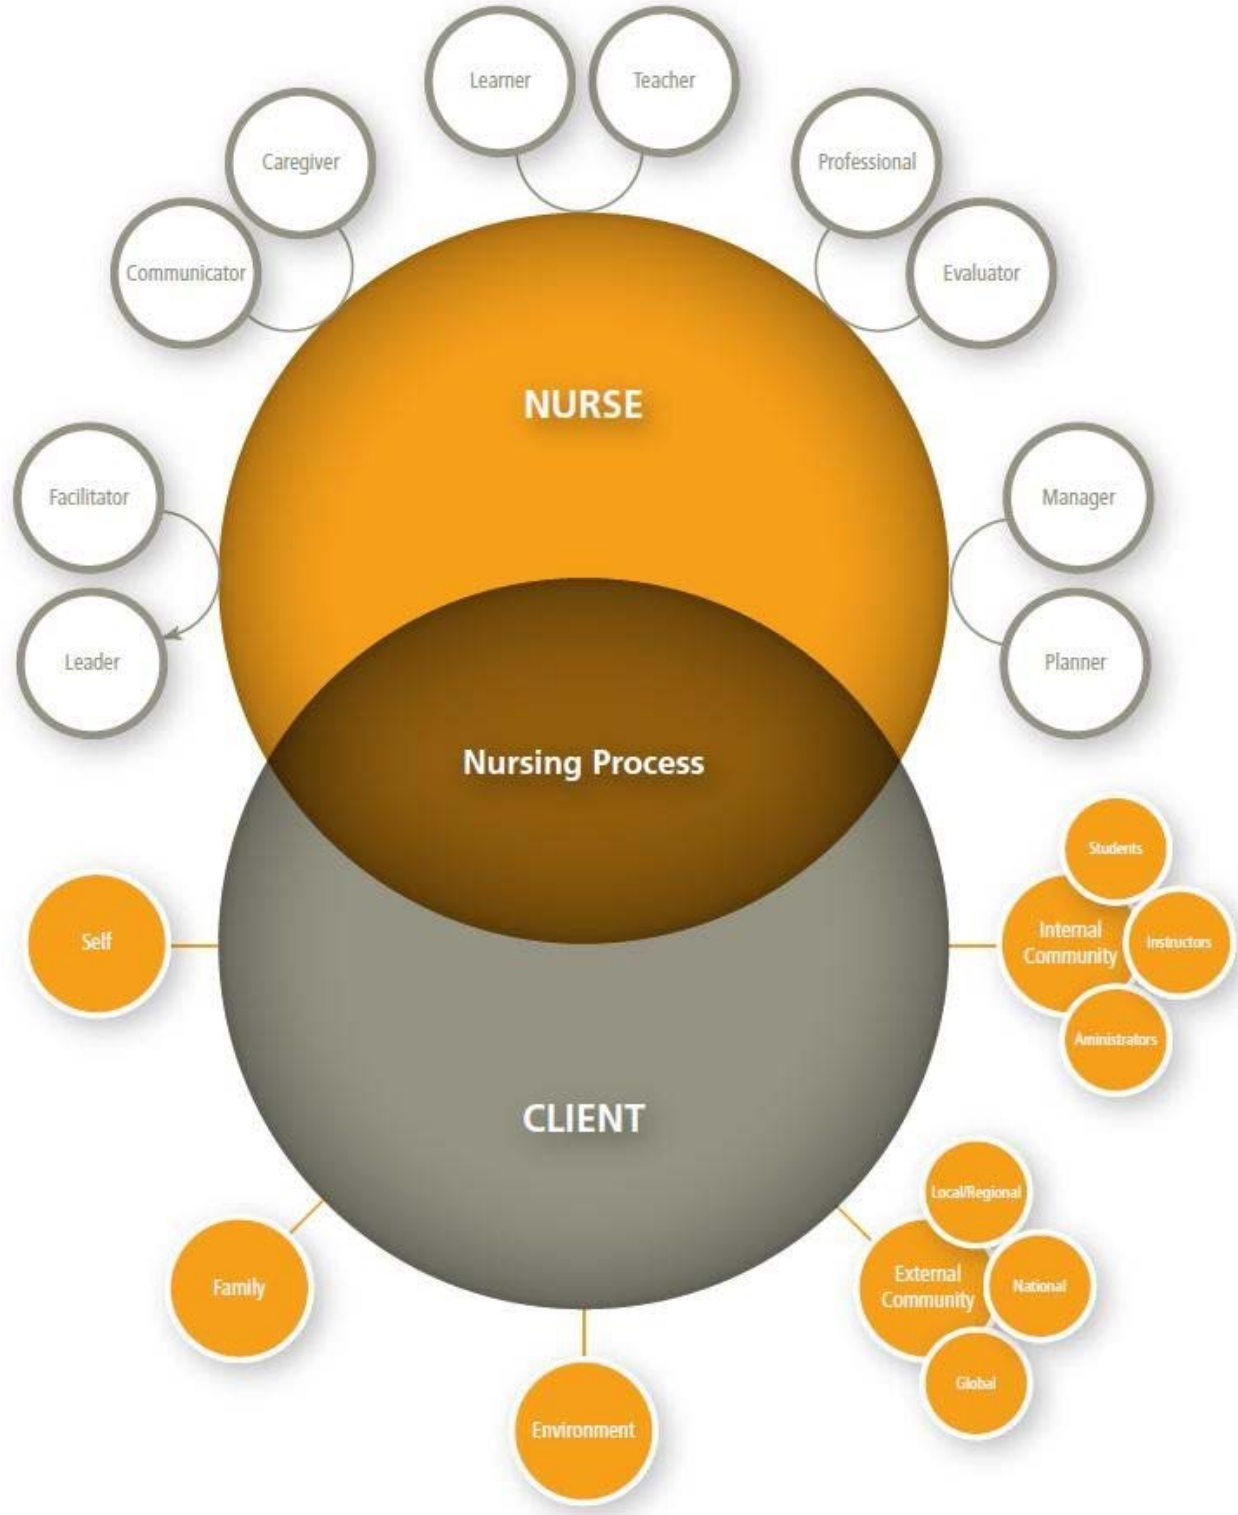 Learner
Teacher
Caregiver
Professional
Communicator
Evaluator
NURSE
Facilitator
Manager
Leader
Planner
Nursing Process
Students
Self
Internal
Community
Instructors
Aministrators
CLIENT
Local/Regional
Family
External
Community
National
Global
Environment